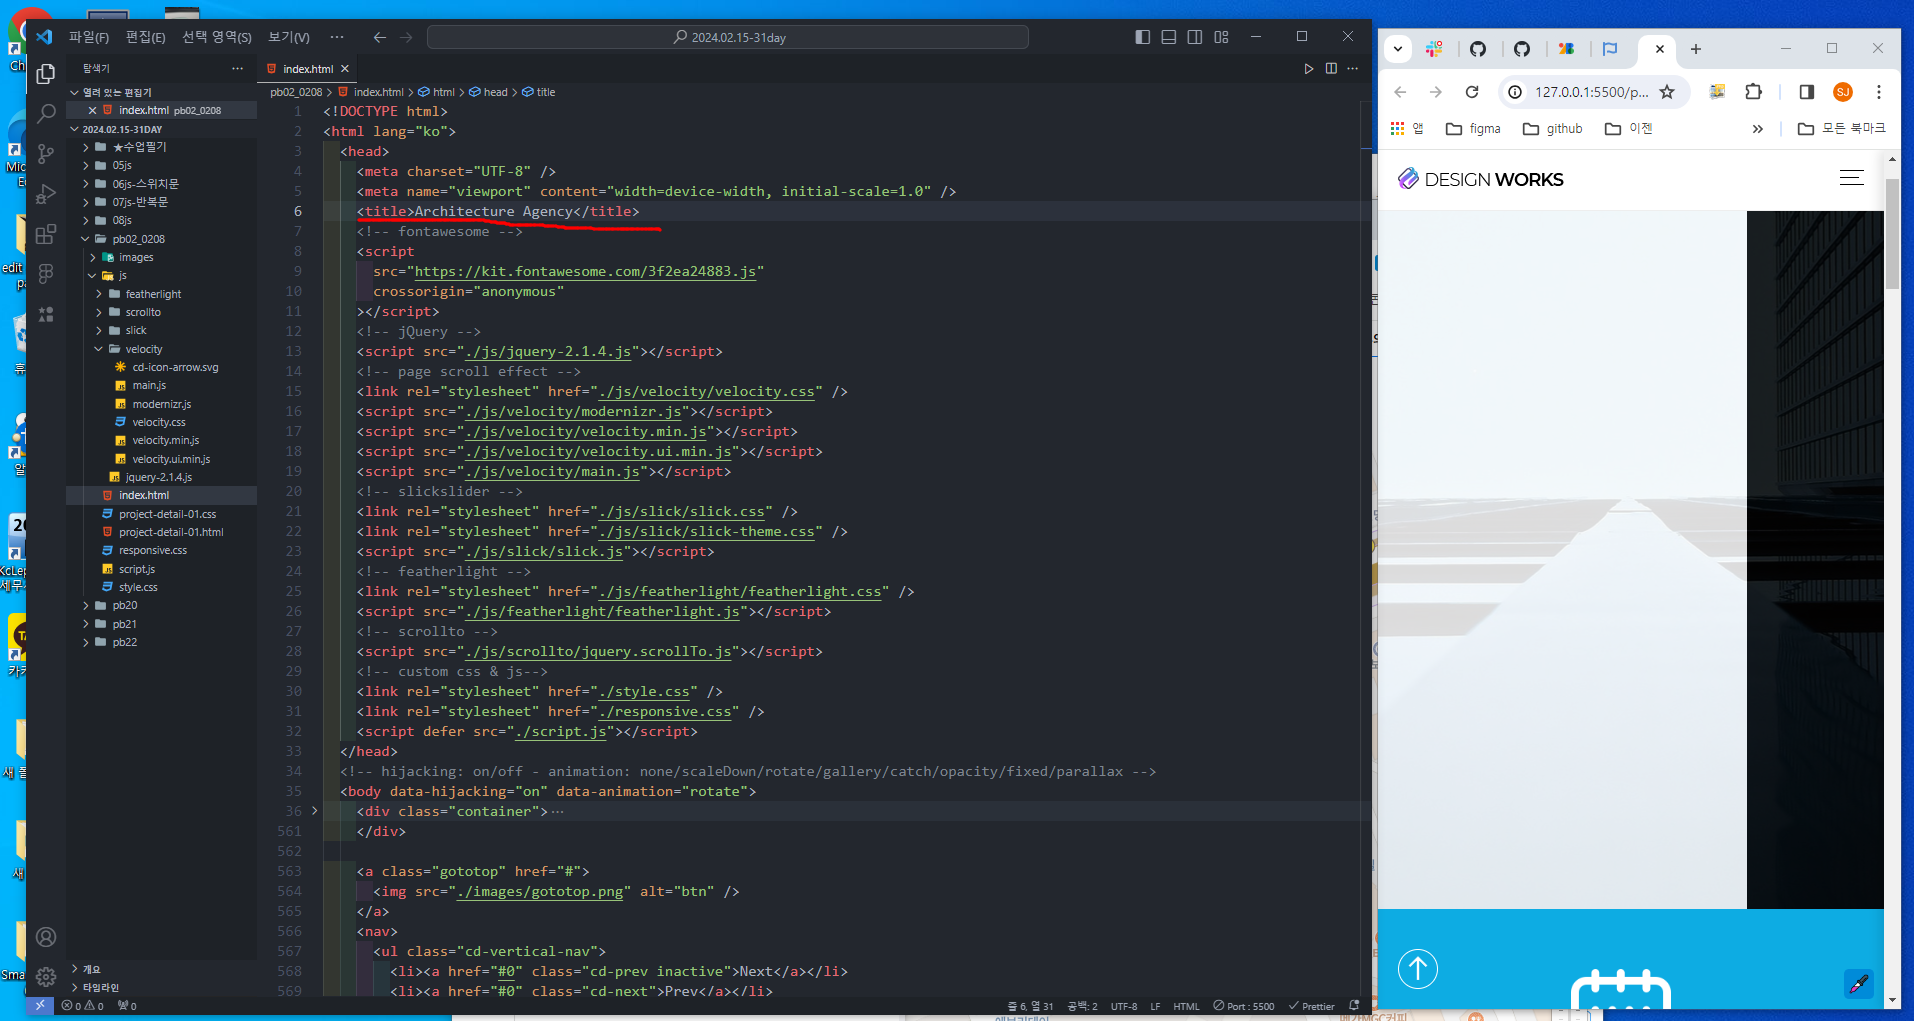 파일(F) 편집(E) 선택 영역(S) 보기(V) ···
2024.02.15-31day
탐색기
열려 있는 편집기
index.html pb02_0208
2024.02.15-31DAY
★수업필기
05js
06js-스위치문
07js-반복문
08js
pb02_0208
images
js
featherlight
scrollto
slick
velocity
cd-icon-arrow.svg
main.js
modernizr.js
velocity.css
velocity.min.js
velocity.ui.min.js
jquery-2.1.4.js
index.html
project-detail-01.css
project-detail-01.html
responsive.css
script.js
style.css
pb20
pb21
pb22
개요
타임라인
index.html
pb02_0208 > index.html > html > head > title
1 <!DOCTYPE html>
2 <html lang="ko">
3 <head>
4 <meta charset="UTF-8" />
5 <meta name="viewport" content="width=device-width, initial-scale=1.0" />
6 <title>Architecture Agency</title>
7 <!-- fontawesome -->
8 <script
9 src="https://kit.fontawesome.com/3f2ea24883.js"
10 crossorigin="anonymous"
11 ></script>
12 <!-- jQuery -->
13 <script src="./js/jquery-2.1.4.js"></script>
14 <!-- page scroll effect -->
15 <link rel="stylesheet" href="./js/velocity/velocity.css" />
16 <script src="./js/velocity/modernizr.js"></script>
17 <script src="./js/velocity/velocity.min.js"></script>
18 <script src="./js/velocity/velocity.ui.min.js"></script>
19 <script src="./js/velocity/main.js"></script>
20 <!-- slickslider -->
21 <link rel="stylesheet" href="./js/slick/slick.css" />
22 <link rel="stylesheet" href="./js/slick/slick-theme.css" />
23 <script src="./js/slick/slick.js"></script>
24 <!-- featherlight -->
25 <link rel="stylesheet" href="./js/featherlight/featherlight.css" />
26 <script src="./js/featherlight/featherlight.js"></script>
27 <!-- scrollto -->
28 <script src="./js/scrollto/jquery.scrollTo.js"></script>
29 <!-- custom css & js-->
30 <link rel="stylesheet" href="./style.css" />
31 <link rel="stylesheet" href="./responsive.css" />
32 <script defer src="./script.js"></script>
33 </head>
34 <!-- hijacking: on/off - animation: none/scaleDown/rotate/gallery/catch/opacity/fixed/parallax -->
35 <body data-hijacking="on" data-animation="rotate">
36 <div class="container">···
561 </div>
562
563 <a class="gototop" href="#">
564 <img src="./images/gototop.png" alt="btn" />
565 </a>
566 <nav>
567 <ul class="cd-vertical-nav">
568 <li><a href="#0" class="cd-prev inactive">Next</a></li>
569 <li><a href="#0" class="cd-next">Prev</a></li>
0 0 0
줄 6, 열 31 공백: 2 UTF-8 LF HTML Port : 5500 Prettier
127.0.0.1:5500/p...
SJ
앱 figma github 이젠 » 모든 북마크
DESIGN WORKS